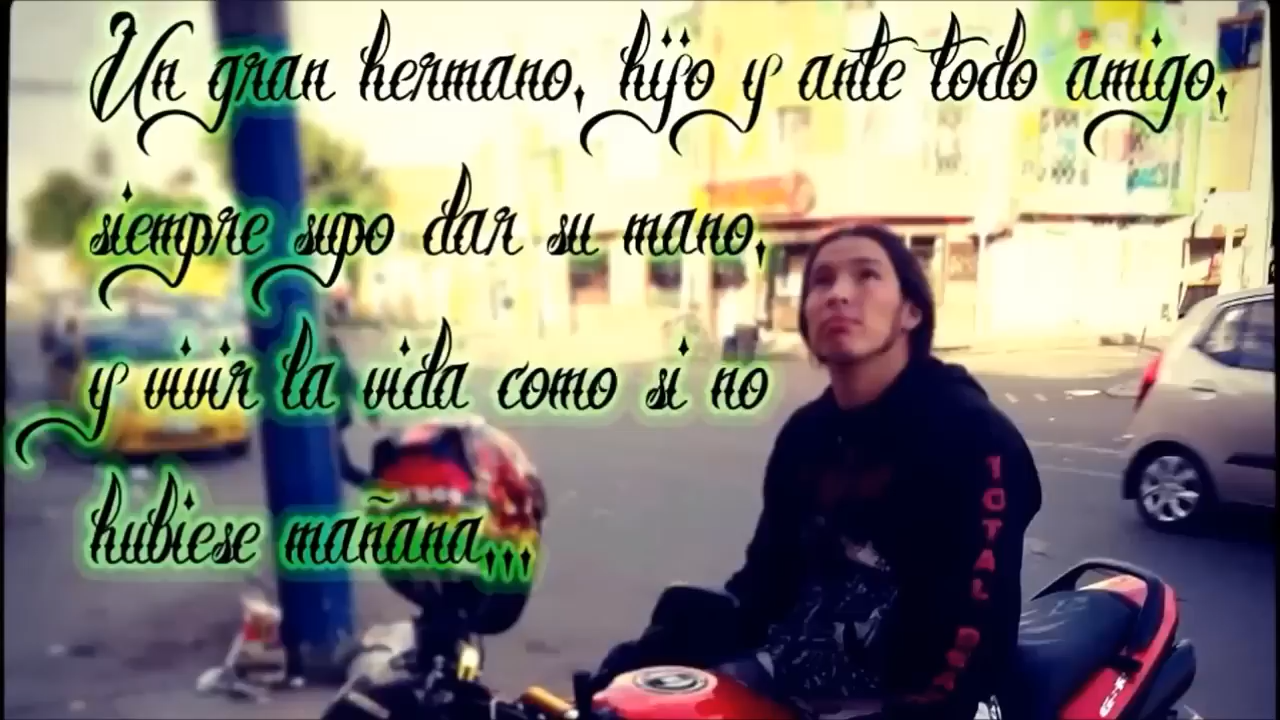 Un gran hermano, hijo y ante todo amigo,
siempre supo dar su mano,
y vivir la vida como si no
hubiese mañana...
TOTAL